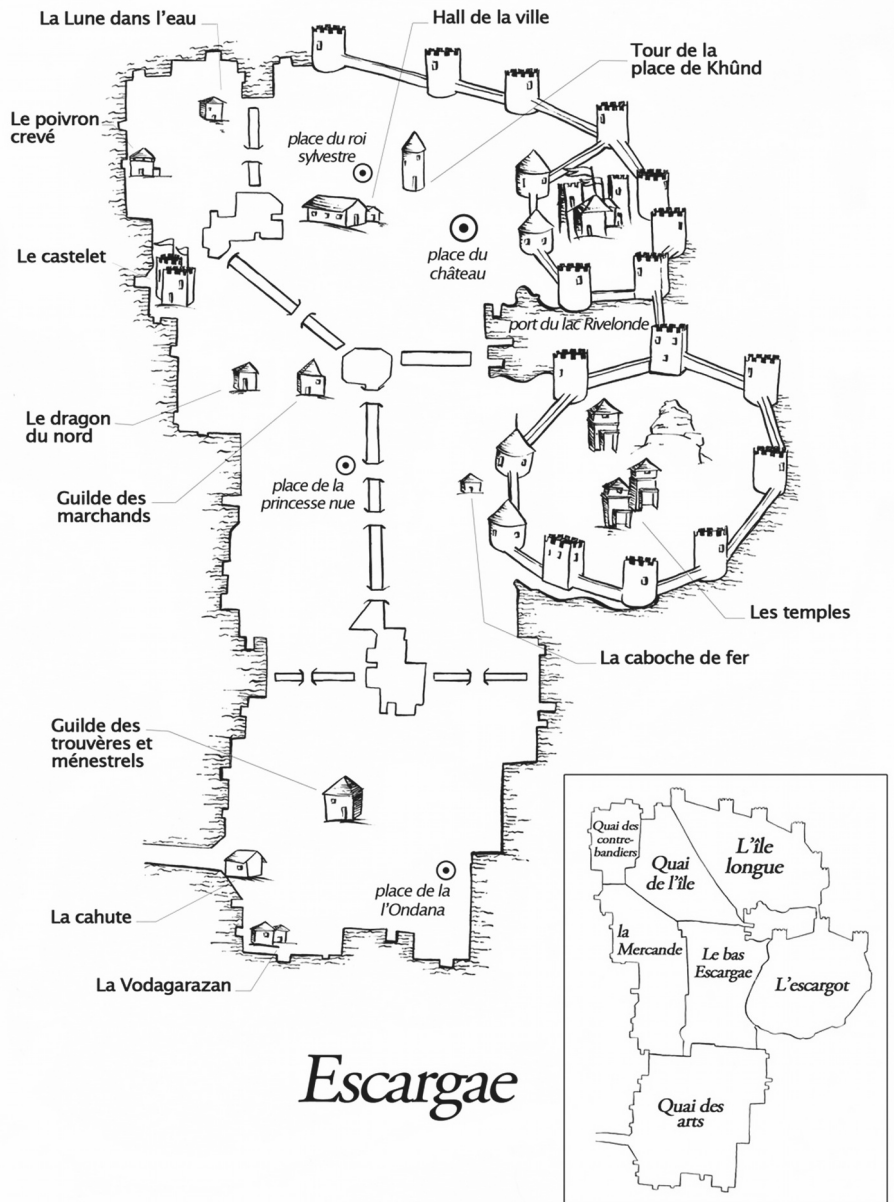 La Lune dans l'eau
Hall de la ville
Tour de la
place de Khûnd
Le poivron
crevé
place du roi
sylvestre
Le castelet
place du
château
port du lac Rivelonde
Le dragon
du nord
Guilde des
marchands
place de la
princesse nue
Les temples
La caboche de fer
Guilde des
trouvères et
ménestrels
place de la
l'Ondana
La cahute
La Vodagarazan
Escargae
Quai des
contre-
bandiers
L'île
longue
Quai
de l'île
la
Mercande
Le bas
Escargae
L'escargot
Quai des
arts